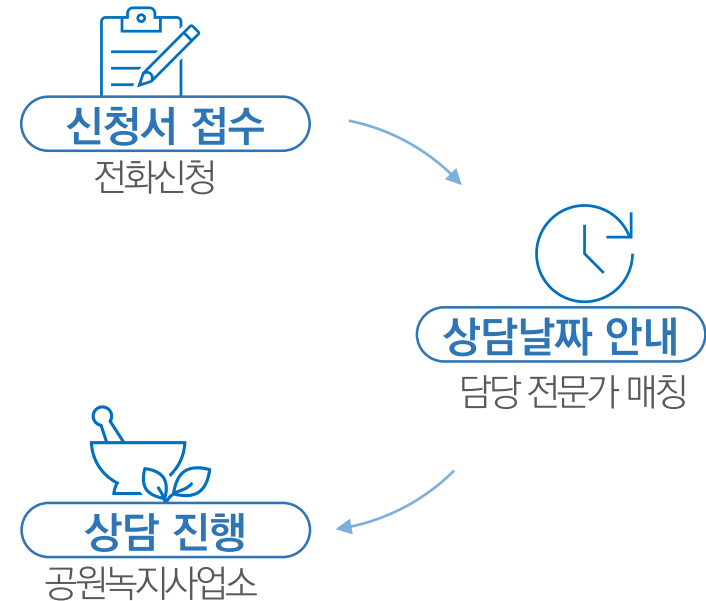 신청서 접수
전화신청
상담날짜 안내
담당 전문가 매칭
상담 진행
공원녹지사업소